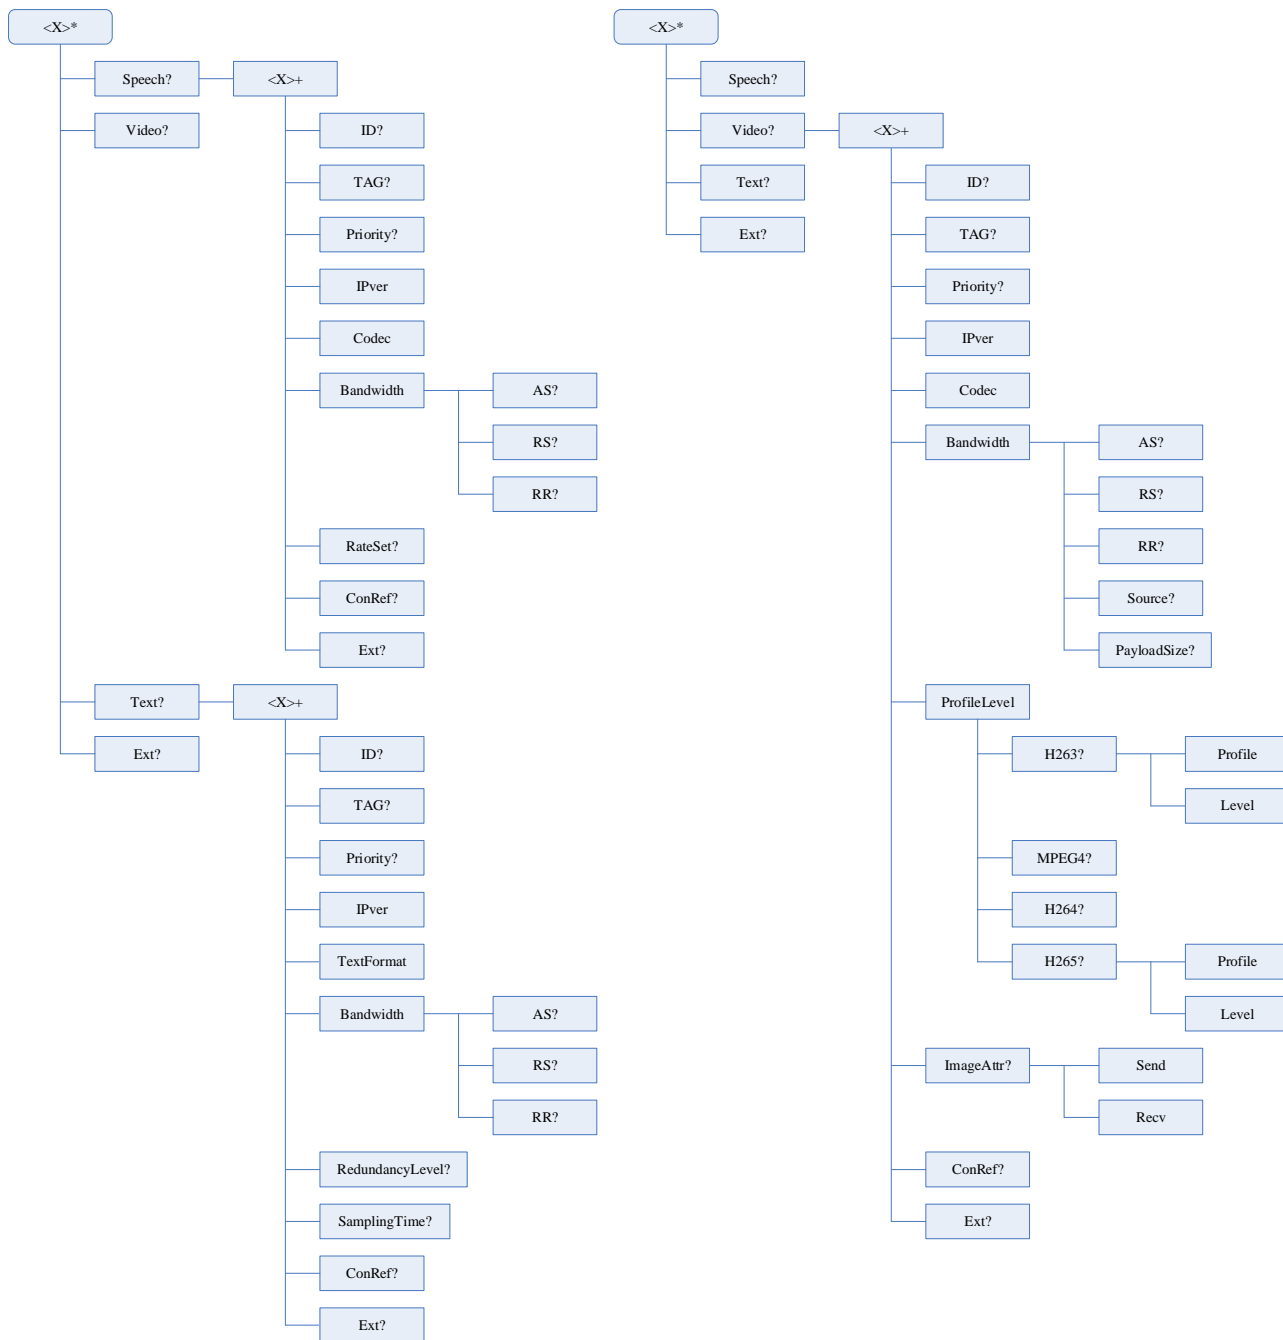 <X>*
Speech?
<X>+
Video?
ID?
TAG?
Priority?
IPver
Codec
Bandwidth
AS?
RS?
RR?
RateSet?
ConRef?
Ext?
Text?
<X>+
Ext?
ID?
TAG?
Priority?
IPver
TextFormat
Bandwidth
AS?
RS?
RR?
RedundancyLevel?
SamplingTime?
ConRef?
Ext?
<X>*
Speech?
Video?
<X>+
Text?
Ext?
ID?
TAG?
Priority?
IPver
Codec
Bandwidth
AS?
RS?
RR?
Source?
PayloadSize?
ProfileLevel
H263?
Profile
Level
MPEG4?
H264?
H265?
Profile
Level
ImageAttr?
Send
Recv
ConRef?
Ext?